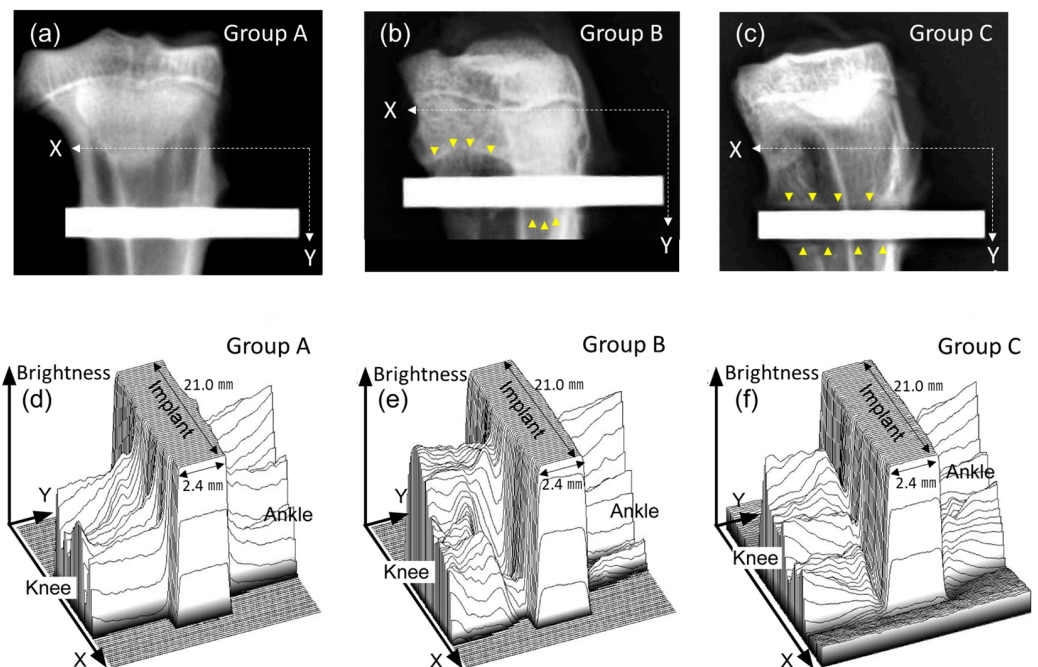 (a) Group A
X
Y
(b) Group B
X
Y
(c) Group C
X
Y
Group A
Brightness
(d)
21.0 mm
Implant
2.4 mm
Y
Ankle
Knee
X
Group B
Brightness
(e)
21.0 mm
Implant
2.4 mm
Y
Ankle
Knee
X
Group C
Brightness
(f)
21.0 mm
Implant
2.4 mm
Y
Ankle
Knee
X